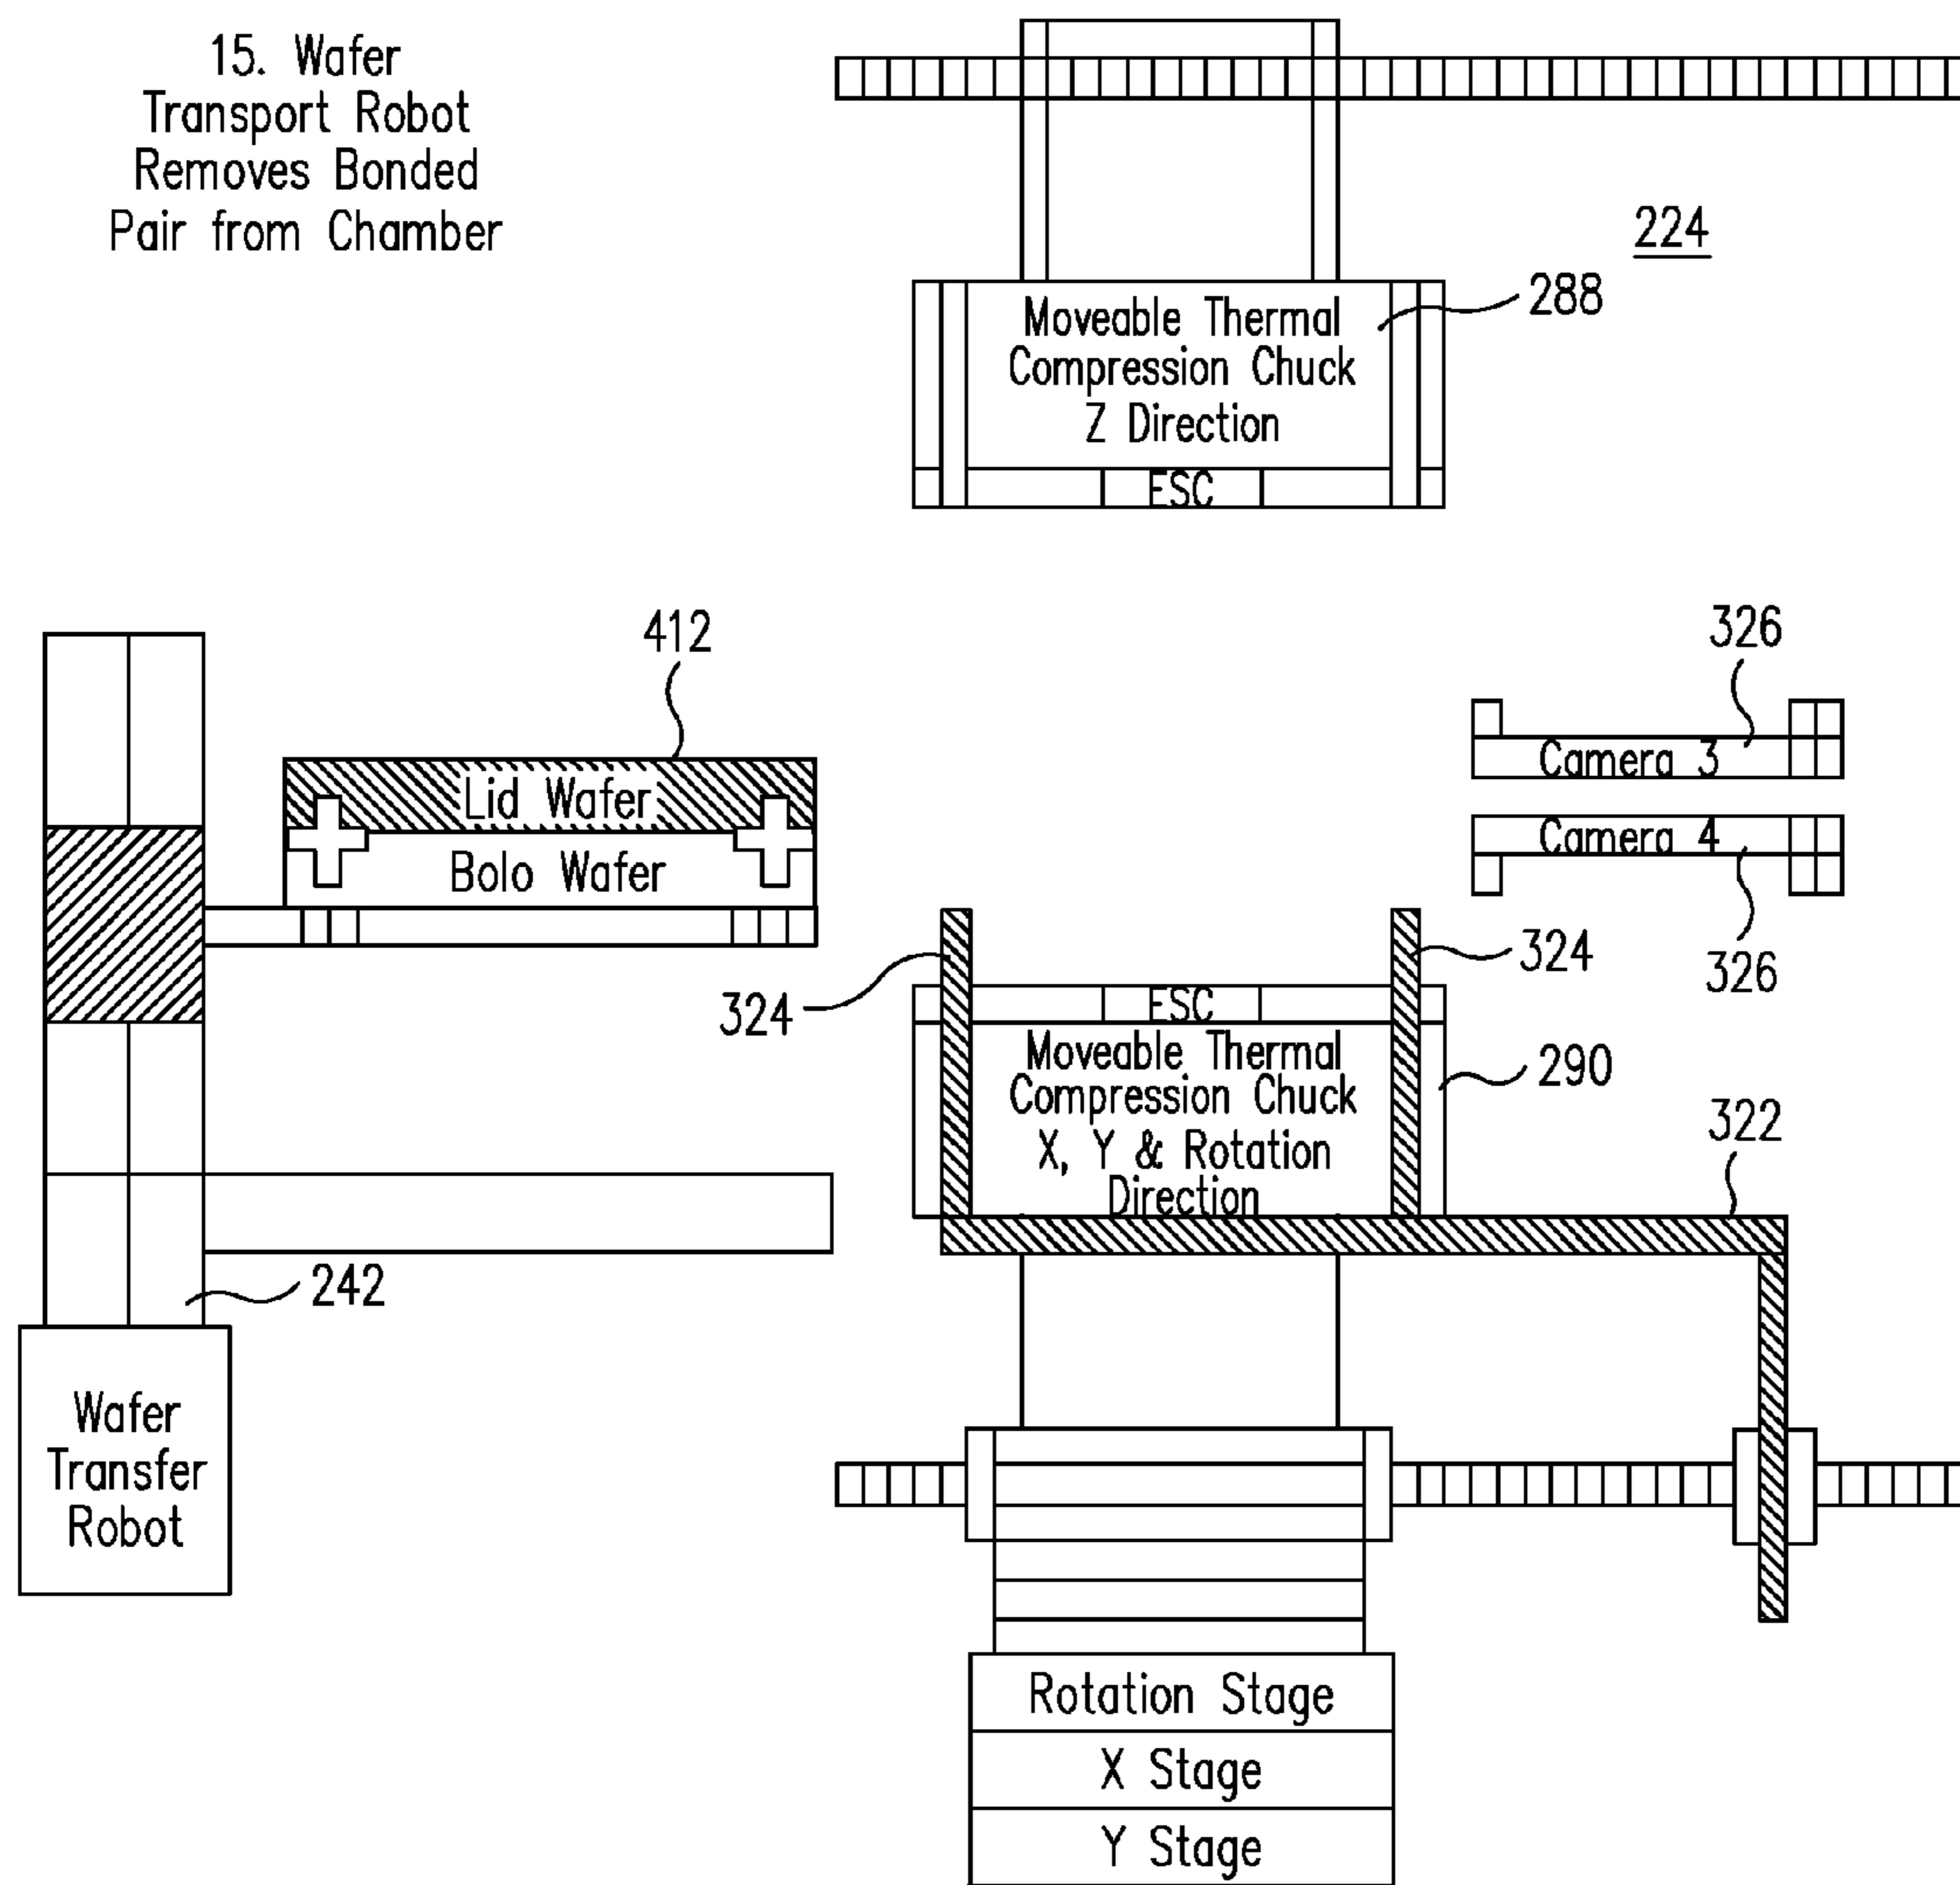 15. Wafer
Transport Robot
Removes Bonded
Pair from Chamber
224
288
Moveable Thermal
Compression Chuck
Z Direction
ESC
412
326
Camera 3
Lid Wafer
Camera 4
Bolo Wafer
324
326
324
ESC
Moveable Thermal
Compression Chuck
X, Y & Rotation
Direction
290
322
242
Wafer
Transfer
Robot
Rotation Stage
X Stage
Y Stage